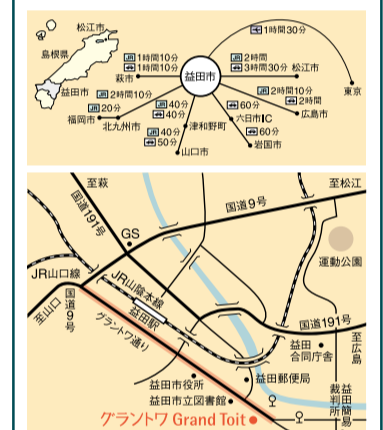 松江市
島根県
益田市
1時間30分
1時間10分
1時間10分
萩市
益田市
2時間
3時間30分
松江市
東京
2時間10分
20分
福岡市
北九州市
40分
40分
津和野町
40分
50分
山口市
60分
六日市IC
60分
岩国市
2時間10分
2時間
広島市
至萩
国道191号
国道9号
至松江
GS
運動公園
JR山口線
JR山陰本線
益田駅
至山口
国道9号
グラントワ通り
国道191号
益田
合同庁舎
至広島
益田市役所
益田郵便局
益田市立図書館
益田簡易
裁判所
グラントワ Grand Toit